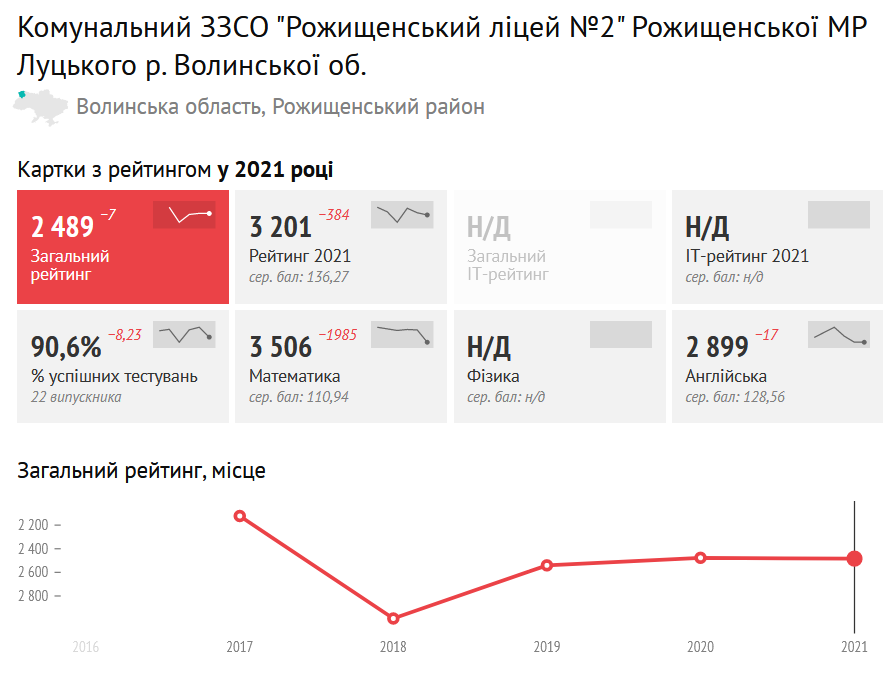 Комунальний ЗЗСО "Рожищенський ліцей №2" Рожищенської МР
Луцького р. Волинської об.
Волинська область, Рожищенський район
Картки з рейтингом у 2021 році
2 489 −7
Загальний
рейтинг
3 201 −384
Рейтинг 2021
сер. бал: 136,27
Н/Д
Загальний
ІТ-рейтинг
Н/Д
ІТ-рейтинг 2021
сер. бал: н/д
90,6% −8,23
% успішних тестувань
22 випускника
3 506 −1985
Математика
сер. бал: 110,94
Н/Д
Фізика
сер. бал: н/д
2 899 −17
Англійська
сер. бал: 128,56
Загальний рейтинг, місце
2 200
2 400
2 600
2 800
2016 2017 2018 2019 2020 2021